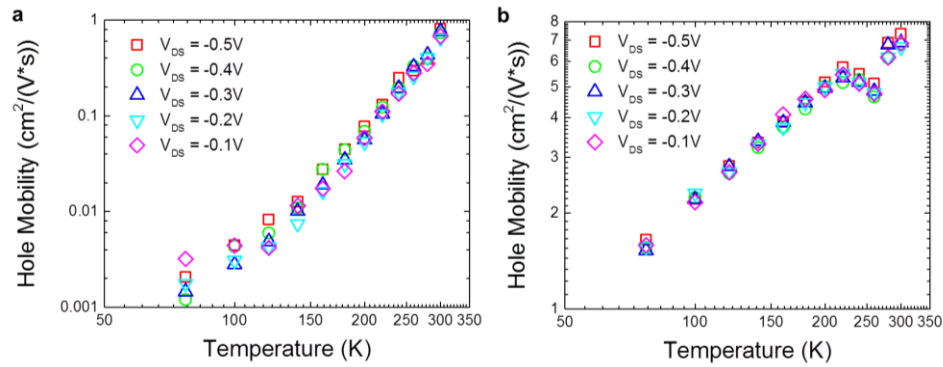 a
Hole Mobility (cm²/(V*s))
1
0.1
0.01
0.001
V_DS = -0.5V
V_DS = -0.4V
V_DS = -0.3V
V_DS = -0.2V
V_DS = -0.1V
50 100 150 200 250 300 350
Temperature (K)
b
Hole Mobility (cm²/(V*s))
8
7
6
5
4
3
2
1
V_DS = -0.5V
V_DS = -0.4V
V_DS = -0.3V
V_DS = -0.2V
V_DS = -0.1V
50 100 150 200 250 300 350
Temperature (K)